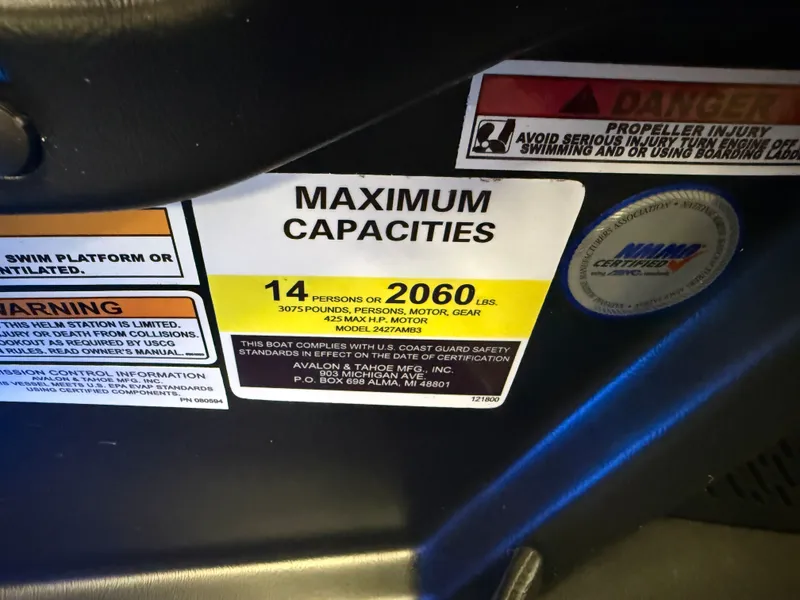 DANGER
PROPELLER INJURY
AVOID SERIOUS INJURY TURN ENGINE OFF
SWIMMING AND OR USING BOARDING
MAXIMUM
CAPACITIES
14 PERSONS OR 2060 LBS.
3075 POUNDS, PERSONS, MOTOR, GEAR
425 MAX H.P. MOTOR
MODEL 2427AMB3
THIS BOAT COMPLIES WITH U.S. COAST GUARD SAFETY
STANDARDS IN EFFECT ON THE DATE OF CERTIFICATION
AVALON & TAHOE MFG., INC.
903 MICHIGAN AVE.
P.O. BOX 698 ALMA, MI 48801
121800
NMMA
CERTIFIED
using ABYC
SWIM PLATFORM OR
NTILATED.
WARNING
THIS HELM STATION IS LIMITED.
JURY OR DEATH FROM COLLISIONS.
OOKOUT AS REQUIRED BY USCG
RULES. READ OWNER'S MANUAL.
ISSION CONTROL INFORMATION
AVALON & TAHOE MFG. INC.
IS VESSEL MEETS U.S. EPA EVAP STANDARDS
USING CERTIFIED COMPONENTS.
PN 080594